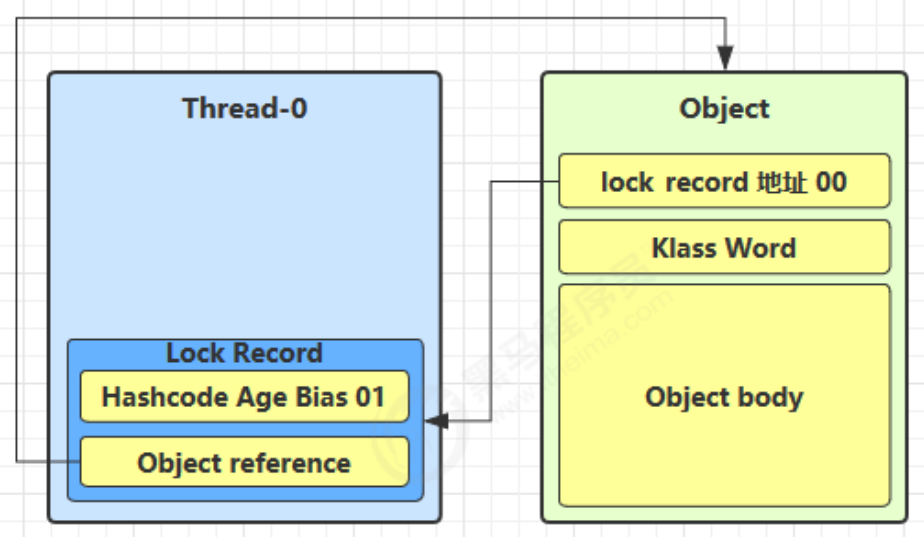 Thread-0
Lock Record
Hashcode Age Bias 01
Object reference
Object
lock record 地址 00
Klass Word
Object body
黑马程序员
www.itheima.com